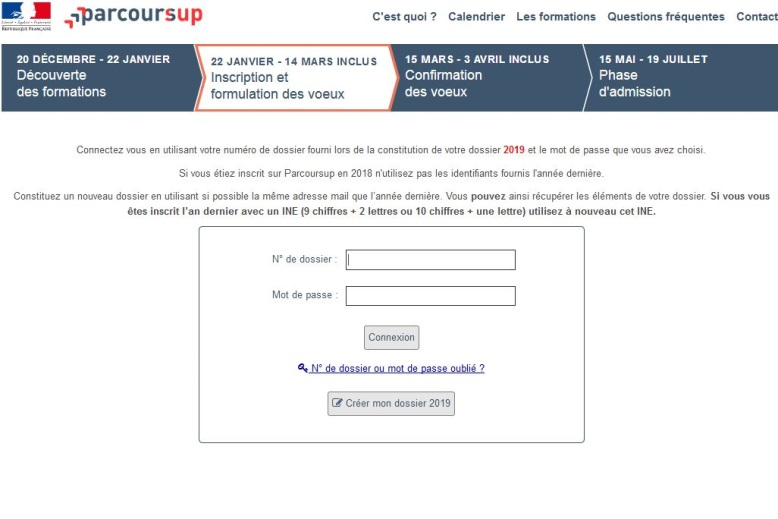 RÉPUBLIQUE FRANÇAISE
parcoursup
C'est quoi ? Calendrier Les formations Questions fréquentes Contact
20 DÉCEMBRE - 22 JANVIER
Découverte
des formations
22 JANVIER - 14 MARS INCLUS
Inscription et
formulation des voeux
15 MARS - 3 AVRIL INCLUS
Confirmation
des voeux
15 MAI - 19 JUILLET
Phase
d'admission
Connectez vous en utilisant votre numéro de dossier fourni lors de la constitution de votre dossier 2019 et le mot de passe que vous avez choisi.
Si vous étiez inscrit sur Parcoursup en 2018 n'utilisez pas les identifiants fournis l'année dernière.
Constituez un nouveau dossier en utilisant si possible la même adresse mail que l'année dernière. Vous pouvez ainsi récupérer les éléments de votre dossier. Si vous vous
êtes inscrit l'an dernier avec un INE (9 chiffres + 2 lettres ou 10 chiffres + une lettre) utilisez à nouveau cet INE.
N° de dossier :
Mot de passe :
Connexion
N° de dossier ou mot de passe oublié ?
Créer mon dossier 2019